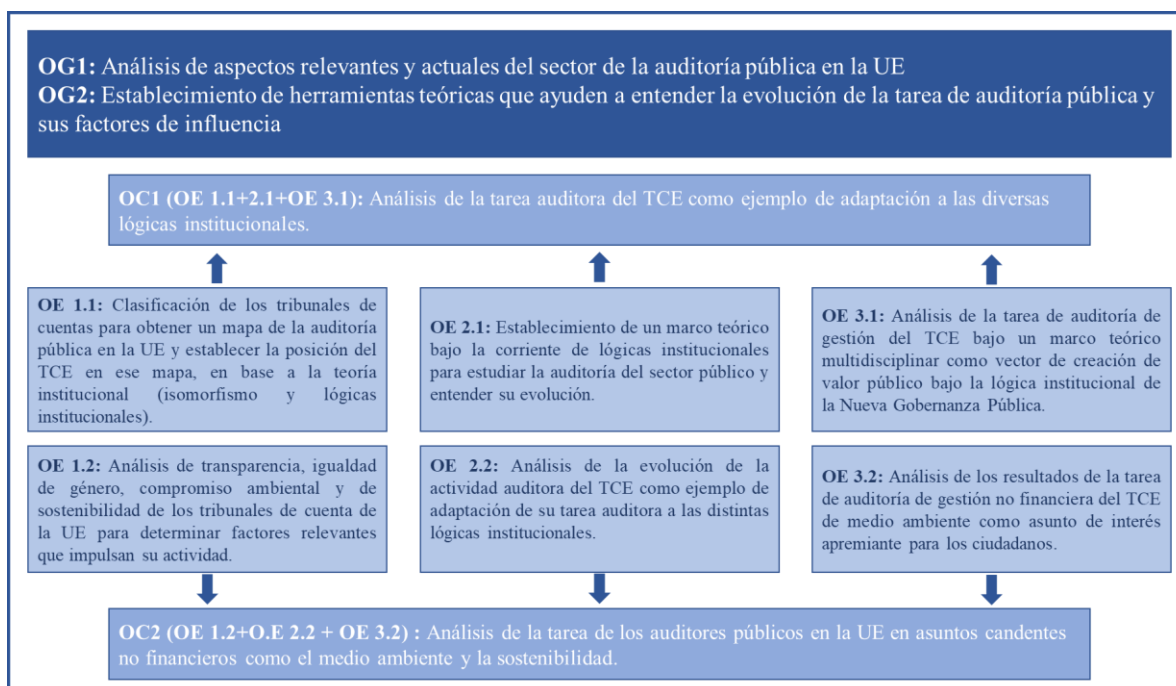 OG1: Análisis de aspectos relevantes y actuales del sector de la auditoría pública en la UE
OG2: Establecimiento de herramientas teóricas que ayuden a entender la evolución de la tarea de auditoría pública y
sus factores de influencia
OC1 (OE 1.1+2.1+OE 3.1): Análisis de la tarea auditora del TCE como ejemplo de adaptación a las diversas
lógicas institucionales.
OE 1.1: Clasificación de los tribunales de
cuentas para obtener un mapa de la auditoría
pública en la UE y establecer la posición del
TCE en ese mapa, en base a la teoría
institucional (isomorfismo y lógicas
institucionales).
OE 2.1: Establecimiento de un marco teórico
bajo la corriente de lógicas institucionales
para estudiar la auditoría del sector público y
entender su evolución.
OE 3.1: Análisis de la tarea de auditoría de
gestión del TCE bajo un marco teórico
multidisciplinar como vector de creación de
valor público bajo la lógica institucional de
la Nueva Gobernanza Pública.
OE 1.2: Análisis de transparencia, igualdad
de género, compromiso ambiental y de
sostenibilidad de los tribunales de cuenta de
la UE para determinar factores relevantes
que impulsan su actividad.
OE 2.2: Análisis de la evolución de la
actividad auditora del TCE como ejemplo de
adaptación de su tarea auditora a las distintas
lógicas institucionales.
OE 3.2: Análisis de los resultados de la tarea
de auditoría de gestión no financiera del TCE
de medio ambiente como asunto de interés
apremiante para los ciudadanos.
OC2 (OE 1.2+O.E 2.2 + OE 3.2) : Análisis de la tarea de los auditores públicos en la UE en asuntos candentes
no financieros como el medio ambiente y la sostenibilidad.